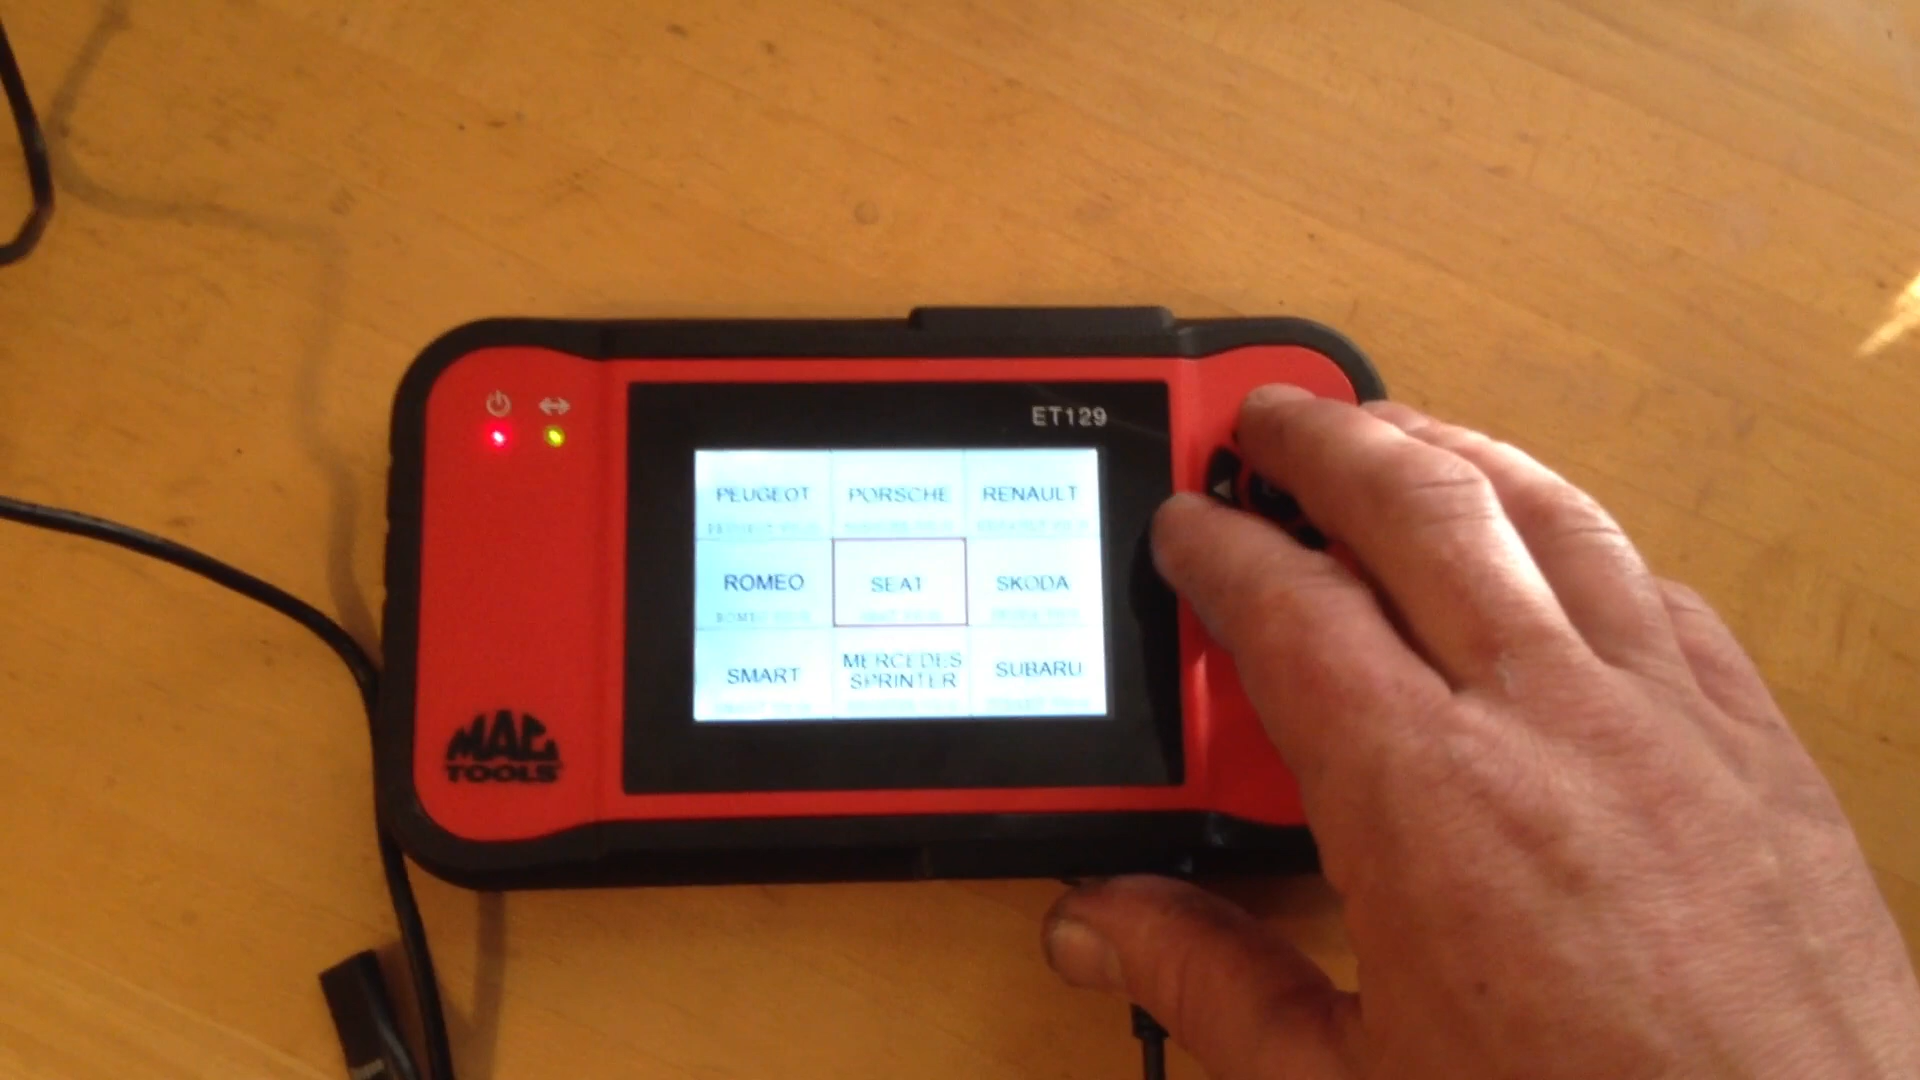 ET129
PEUGEOT PORSCHE RENAULT
ROMEO SEAT SKODA
SMART MERCEDES SPRINTER SUBARU
MAC
TOOLS